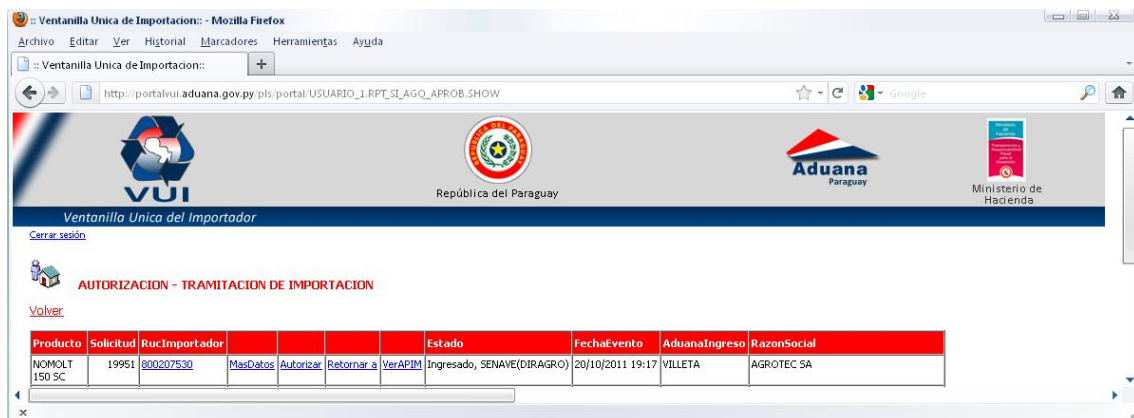 :: Ventanilla Unica de Importacion:: - Mozilla Firefox
Archivo Editar Ver Historial Marcadores Herramientas Ayuda
:: Ventanilla Unica de Importacion::
http://portalvui.aduana.gov.py/pls/portal/USUARIO_1.RPT_SI_AGQ_APROB.SHOW
Google
VUI
República del Paraguay
Aduana
Paraguay
Ministerio de
Hacienda
Ventanilla Unica del Importador
Cerrar sesión
AUTORIZACION - TRAMITACION DE IMPORTACION
Volver
Producto Solicitud RucImportador Estado FechaEvento AduanaIngreso RazonSocial
NOMOLT 150 SC 19951 800207530 MasDatos Autorizar Retornar a VerAPIM Ingresado, SENAVE(DIRAGRO) 20/10/2011 19:17 VILLETA AGROTEC SA